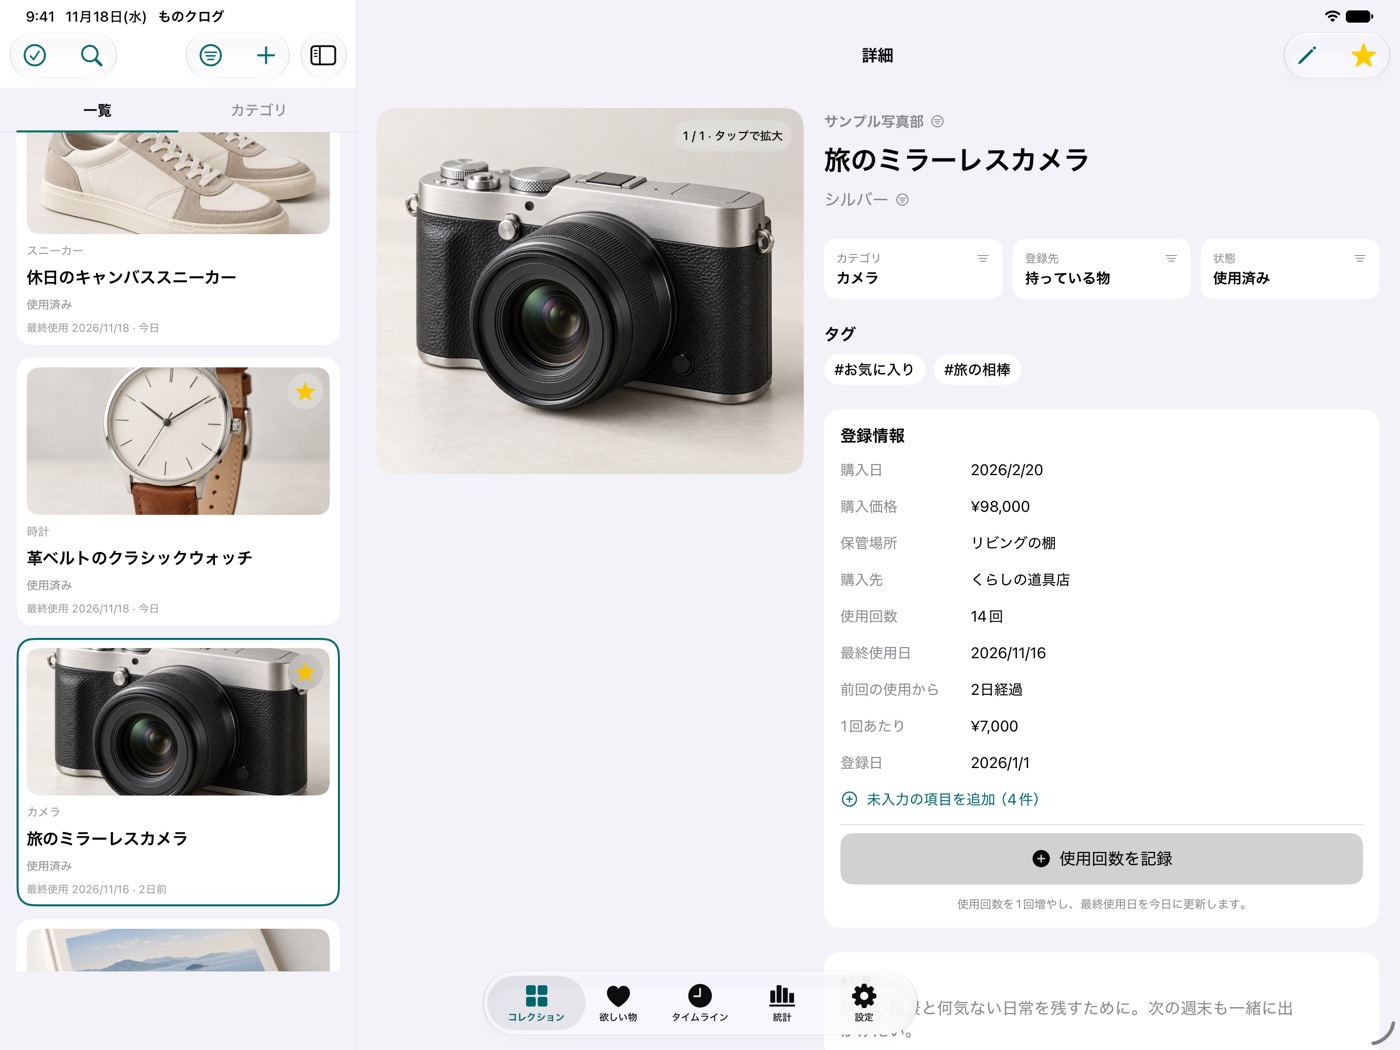 9:41 11月18日(水) ものクログ
一覧
カテゴリ
スニーカー
休日のキャンバススニーカー
使用済み
最終使用 2026/11/18 · 今日
時計
革ベルトのクラシックウォッチ
使用済み
最終使用 2026/11/18 · 今日
カメラ
旅のミラーレスカメラ
使用済み
最終使用 2026/11/16 · 2日前
詳細
1 / 1 · タップで拡大
サンプル写真部
旅のミラーレスカメラ
シルバー
カテゴリ
カメラ
登録先
持っている物
状態
使用済み
タグ
#お気に入り
#旅の相棒
登録情報
購入日 2026/2/20
購入価格 ¥98,000
保管場所 リビングの棚
購入先 くらしの道具店
使用回数 14回
最終使用日 2026/11/16
前回の使用から 2日経過
1回あたり ¥7,000
登録日 2026/1/1
未入力の項目を追加（4件）
使用回数を記録
使用回数を1回増やし、最終使用日を今日に更新します。
と何気ない日常を残すために。次の週末も一緒に出
かけたい。
コレクション
欲しい物
タイムライン
統計
設定